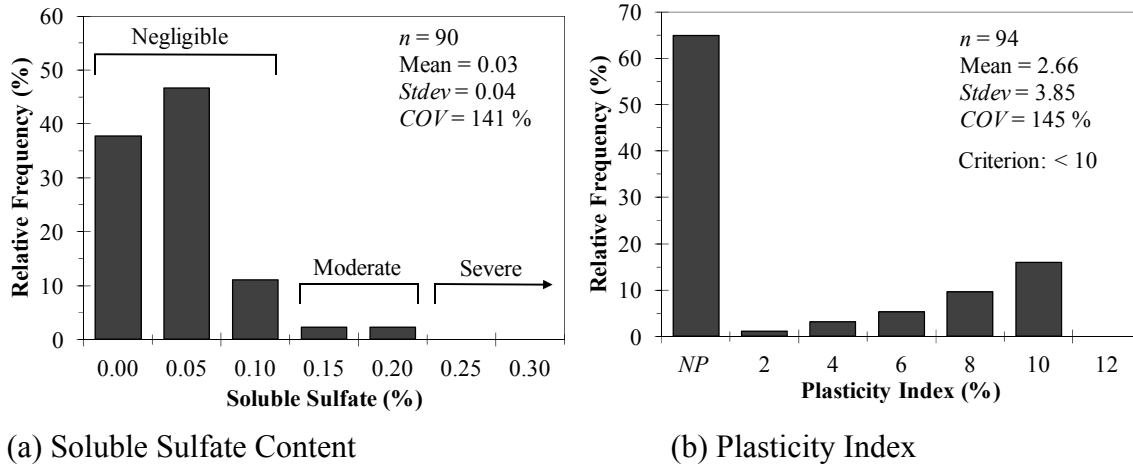 60
50
40
30
20
10
0
Relative Frequency (%)
Negligible
n = 90
Mean = 0.03
Stdev = 0.04
COV = 141 %
Moderate
Severe
0.00 0.05 0.10 0.15 0.20 0.25 0.30
Soluble Sulfate (%)
(a) Soluble Sulfate Content
70
60
50
40
30
20
10
0
Relative Frequency (%)
n = 94
Mean = 2.66
Stdev = 3.85
COV = 145 %
Criterion: < 10
NP 2 4 6 8 10 12
Plasticity Index (%)
(b) Plasticity Index